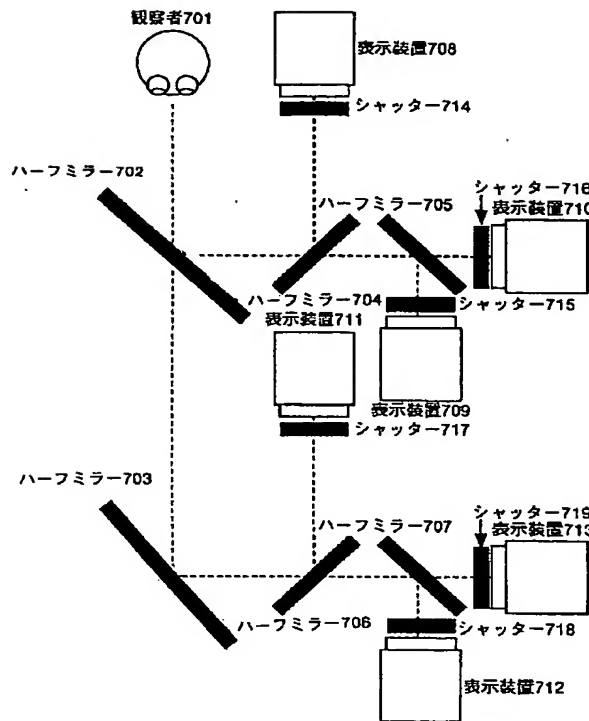 観察者701
表示装置708
シャッター714
ハーフミラー702
シャッター716
表示装置710
ハーフミラー705
ハーフミラー704
シャッター715
表示装置711
表示装置709
シャッター717
ハーフミラー703
シャッター719
表示装置713
ハーフミラー707
ハーフミラー706
シャッター718
表示装置712